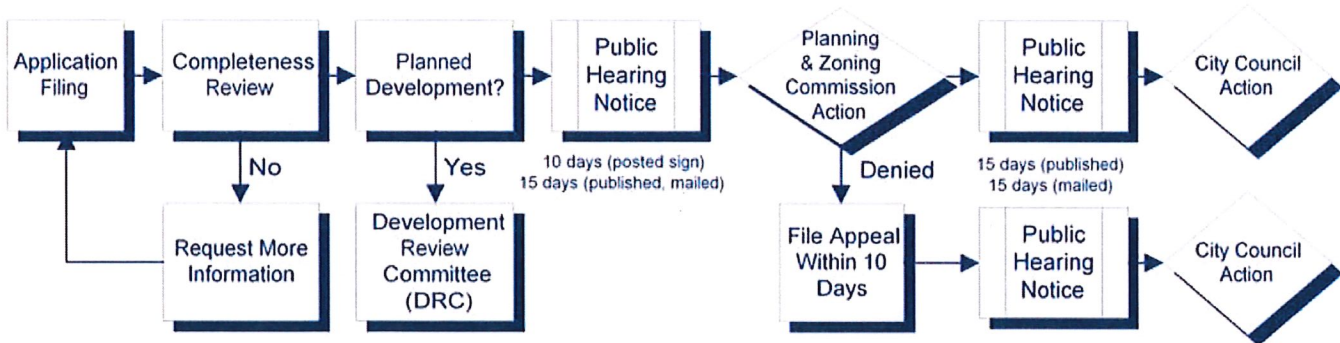 Application
Filing
Completeness
Review
Planned
Development?
Public
Hearing
Notice
Planning
& Zoning
Commission
Action
Public
Hearing
Notice
City Council
Action
No
Yes
10 days (posted sign)
15 days (published, mailed)
Denied
15 days (published)
15 days (mailed)
Request More
Information
Development
Review
Committee
(DRC)
File Appeal
Within 10
Days
Public
Hearing
Notice
City Council
Action